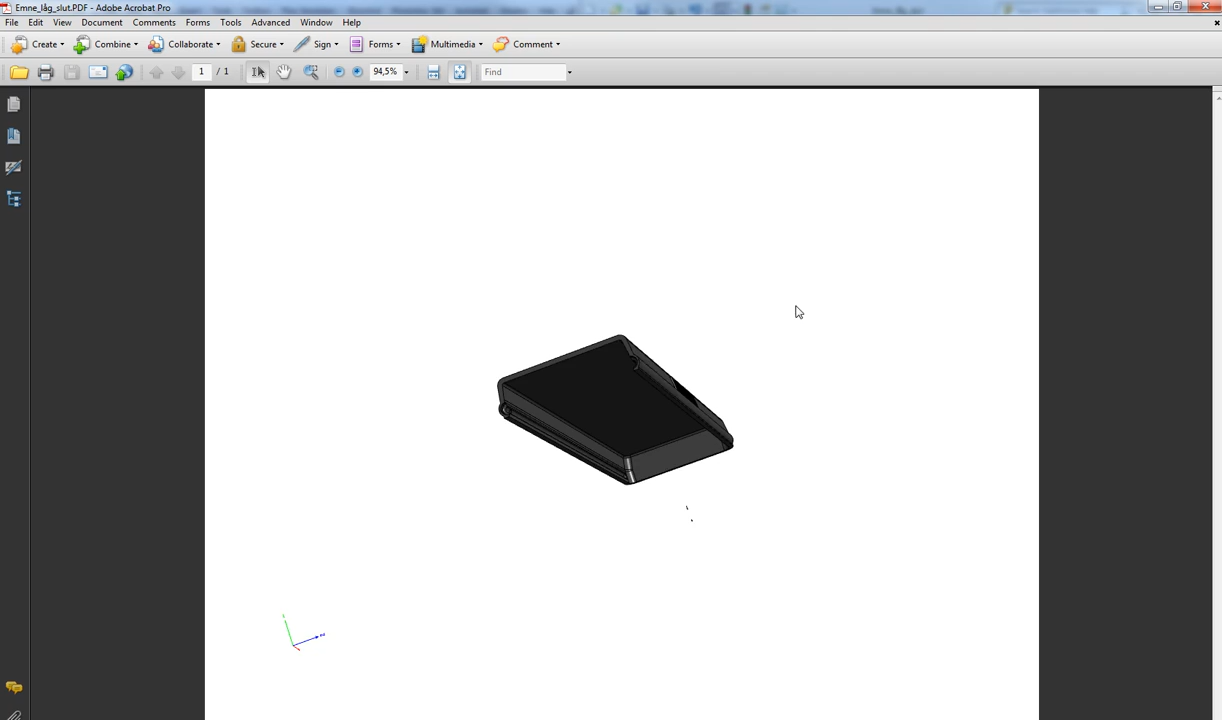 Emne_låg_slut.PDF - Adobe Acrobat Pro
File Edit View Document Comments Forms Tools Advanced Window Help
Create Combine Collaborate Secure Sign Forms Multimedia Comment
1 / 1 94,5% Find